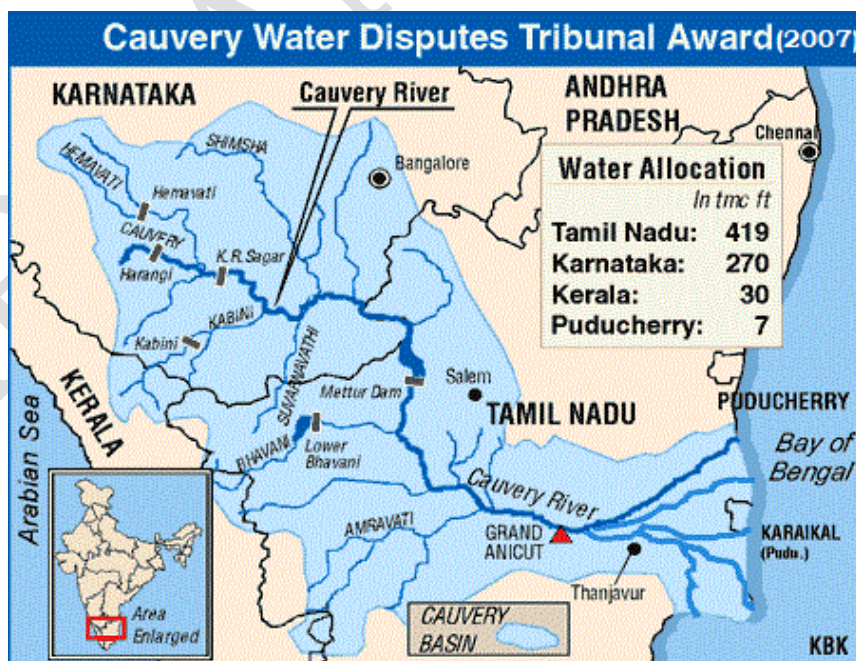 Cauvery Water Disputes Tribunal Award(2007)
KARNATAKA
Cauvery River
ANDHRA
PRADESH
Chennai
SHIMSHA
Bangalore
HEMAVATI
Hemavati
Water Allocation
In tmc ft
Tamil Nadu: 419
Karnataka: 270
Kerala: 30
Puducherry: 7
CAUVERY
Harangi
K.R.Sagar
KABINI
Kabini
SUVARNAVATHI
Mettur Dam
Salem
KERALA
TAMIL NADU
PUDUCHERRY
Arabian Sea
BHAVANI
Lower
Bhavani
Bay of
Bengal
Cauvery River
AMRAVATI
GRAND
ANICUT
KARAIKAL
(Pudu.)
Thanjavur
Area
Enlarged
CAUVERY
BASIN
KBK